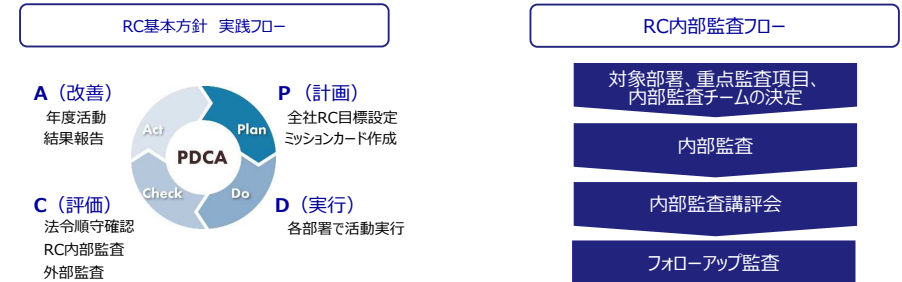 RC基本方針 実践フロー
A（改善）
年度活動
結果報告
P（計画）
全社RC目標設定
ミッションカード作成
Act
Plan
PDCA
Check
Do
C（評価）
法令順守確認
RC内部監査
外部監査
D（実行）
各部署で活動実行
RC内部監査フロー
対象部署、重点監査項目、
内部監査チームの決定
内部監査
内部監査講評会
フォローアップ監査